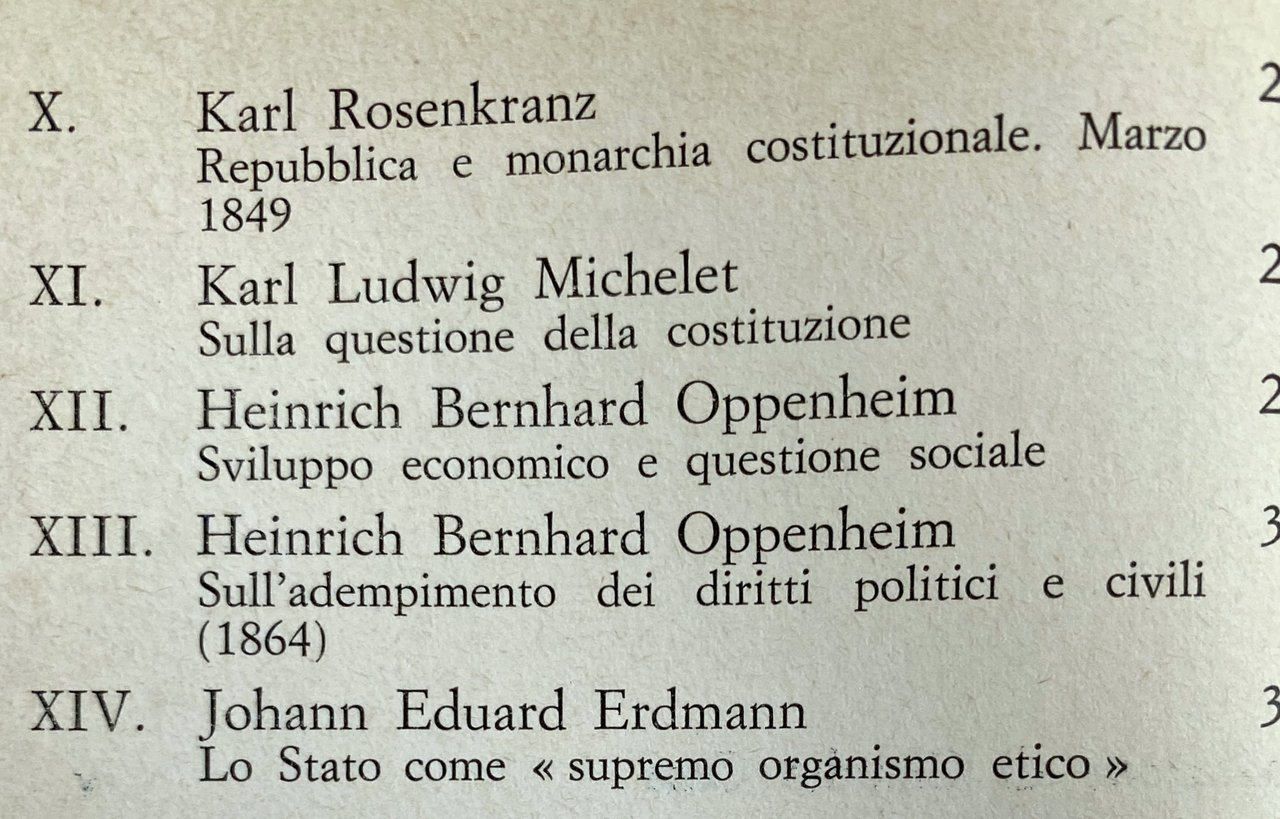 X. Karl Rosenkranz
Repubblica e monarchia costituzionale. Marzo
1849
XI. Karl Ludwig Michelet
Sulla questione della costituzione
XII. Heinrich Bernhard Oppenheim
Sviluppo economico e questione sociale
XIII. Heinrich Bernhard Oppenheim
Sull'adempimento dei diritti politici e civili
(1864)
XIV. Johann Eduard Erdmann
Lo Stato come « supremo organismo etico »